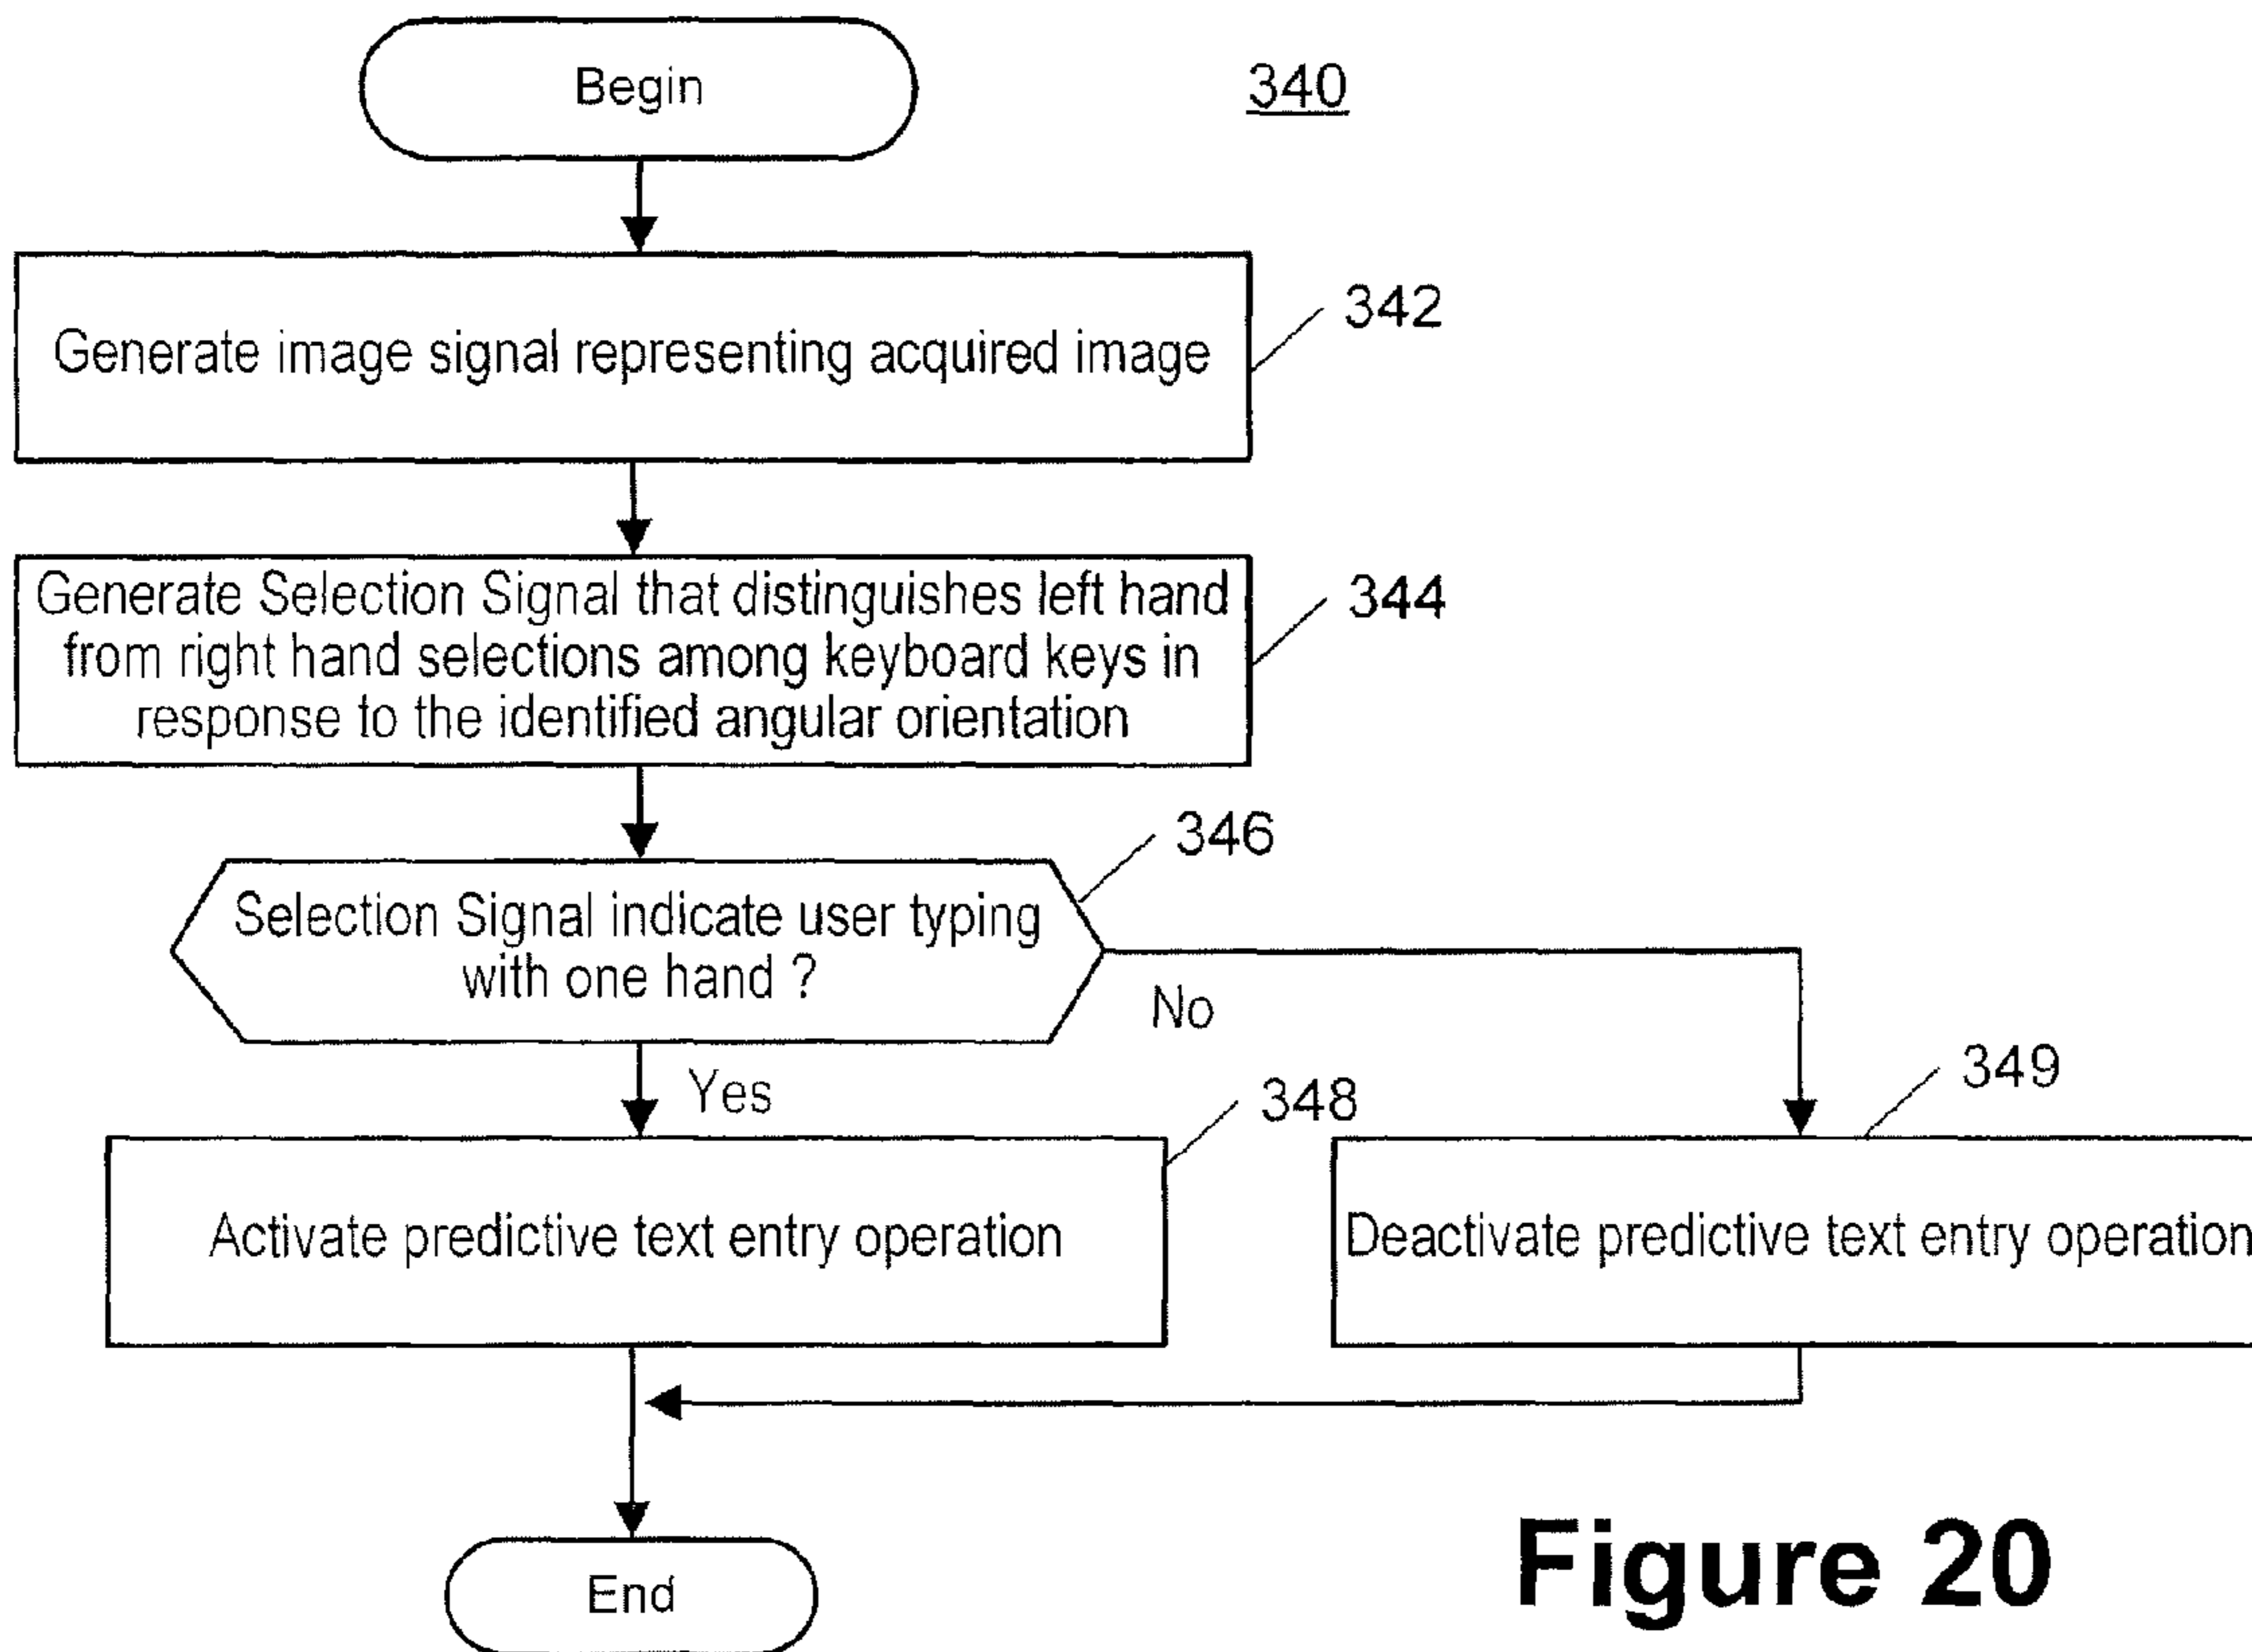 Begin
340
Generate image signal representing acquired image
342
Generate Selection Signal that distinguishes left hand
from right hand selections among keyboard keys in
response to the identified angular orientation
344
346
Selection Signal indicate user typing
with one hand ?
No
Yes
348
349
Activate predictive text entry operation
Deactivate predictive text entry operation
End
Figure 20